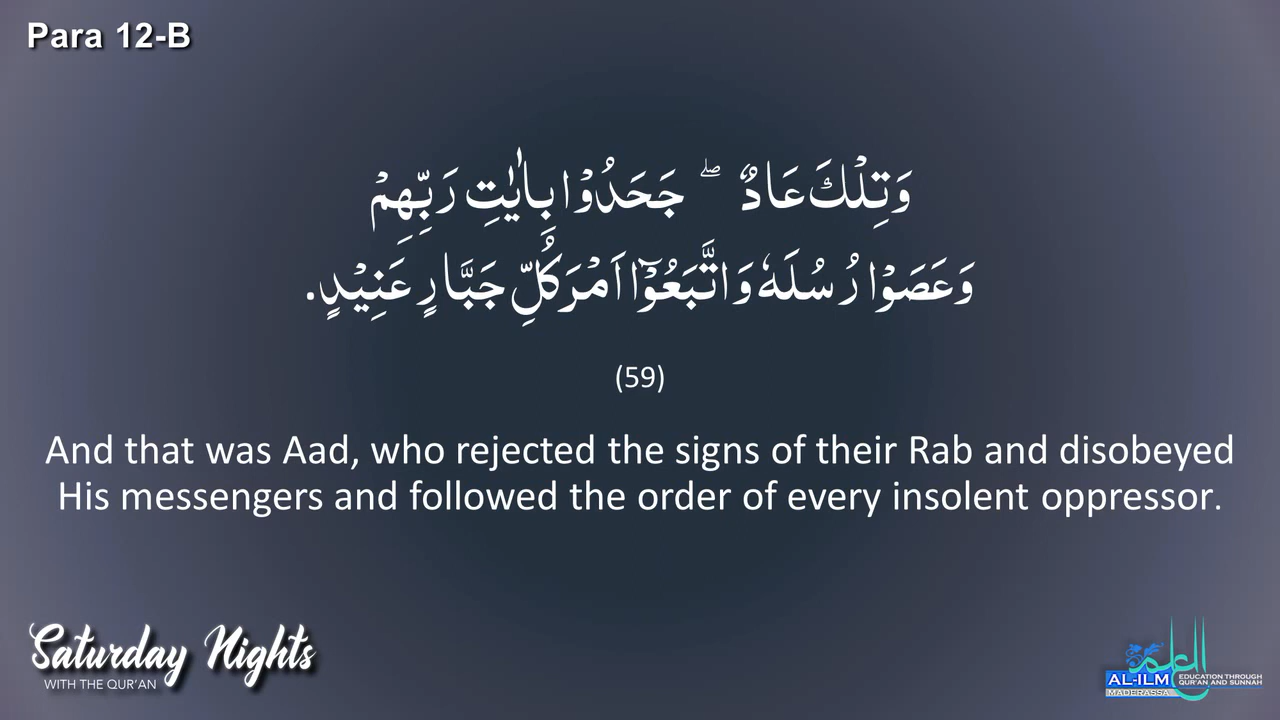 Para 12-B
وَتِلْكَ عَادٌ ۖ جَحَدُوْا بِاٰيٰتِ رَبِّهِمْ
وَعَصَوْا رُسُلَهٗ وَاتَّبَعُوْٓا اَمْرَ كُلِّ جَبَّارٍ عَنِيْدٍ.
(59)
And that was Aad, who rejected the signs of their Rab and disobeyed
His messengers and followed the order of every insolent oppressor.
Saturday Nights
WITH THE QUR'AN
العلم
AL-ILM
MADERASSA
EDUCATION THROUGH
QUR'AN AND SUNNAH